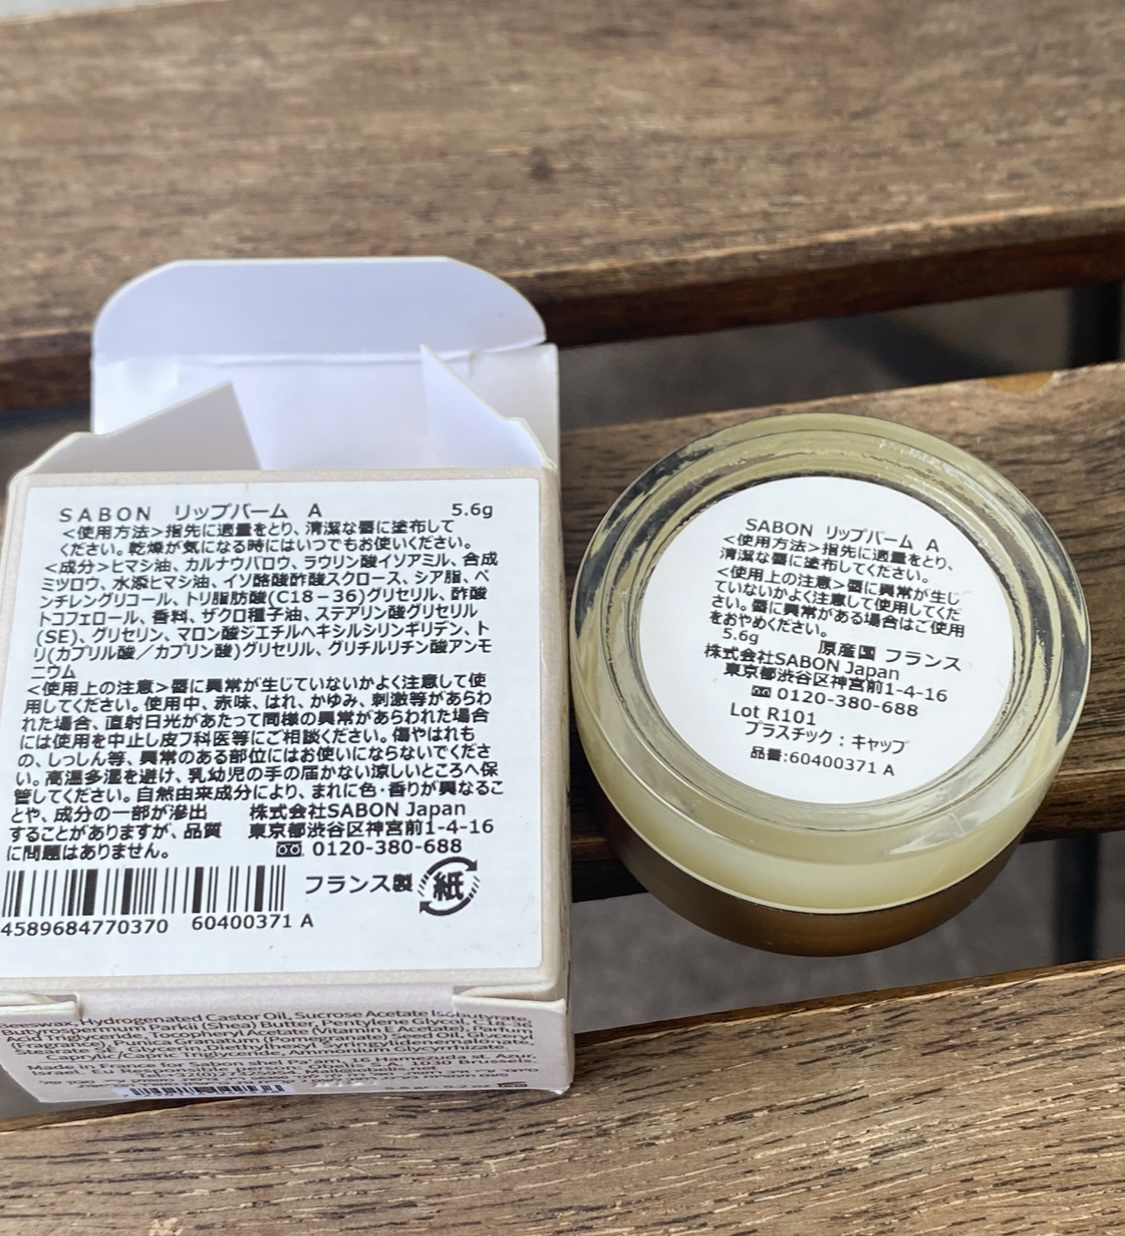 SABON リップバーム A 5.6g
<使用方法>指先に適量をとり、清潔な唇に塗布して
ください。乾燥が気になる時にはいつでもお使いください。
<成分>ヒマシ油、カルナウバロウ、ラウリン酸イソアミル、合成
ミツロウ、水添ヒマシ油、イソ酪酸酢酸スクロース、シア脂、ペ
ンチレングリコール、トリ脂肪酸(C18-36)グリセリル、酢酸
トコフェロール、香料、ザクロ種子油、ステアリン酸グリセリル
(SE)、グリセリン、マロン酸ジエチルヘキシルシリンギリデン、ト
リ(カプリル酸/カプリン酸)グリセリル、グリチルリチン酸アンモ
ニウム
<使用上の注意>唇に異常が生じていないかよく注意して使
用してください。使用中、赤味、はれ、かゆみ、刺激等があらわ
れた場合、直射日光があたって同様の異常があらわれた場合
には使用を中止し皮フ科医等にご相談ください。傷やはれも
の、しっしん等、異常のある部位にはお使いにならないでくださ
い。高温多湿を避け、乳幼児の手の届かない涼しいところへ保
管してください。自然由来成分により、まれに色・香りが異なるこ
とや、成分の一部が滲出
することがありますが、品質
に問題はありません。
株式会社SABON Japan
東京都渋谷区神宮前1-4-16
0120-380-688
フランス製 紙
4589684770370 60400371 A
Beeswax, Hydrogenated Castor Oil, Sucrose Acetate
Butyrospermum Parkii (Shea) Butter, Pentylene
Acid Triglyceride, Tocopheryl Acetate (Vitamin E Acetate),
(Fragrance), Punica Granatum (Pomegranate)
Stearate
Caprylic/Capric Triglyceride,
Made in France for Sabon 16 Hamezuda st. Azur,
SABON リップバーム A
<使用方法>指先に適量をとり、
清潔な唇に塗布してください。
<使用上の注意>唇に異常が生じ
ていないかよく注意して使用してくだ
さい。唇に異常がある場合はご使用
をおやめください。
5.6g 原産国 フランス
株式会社SABON Japan
東京都渋谷区神宮前1-4-16
0120-380-688
Lot R101
プラスチック：キャップ
品番:60400371 A